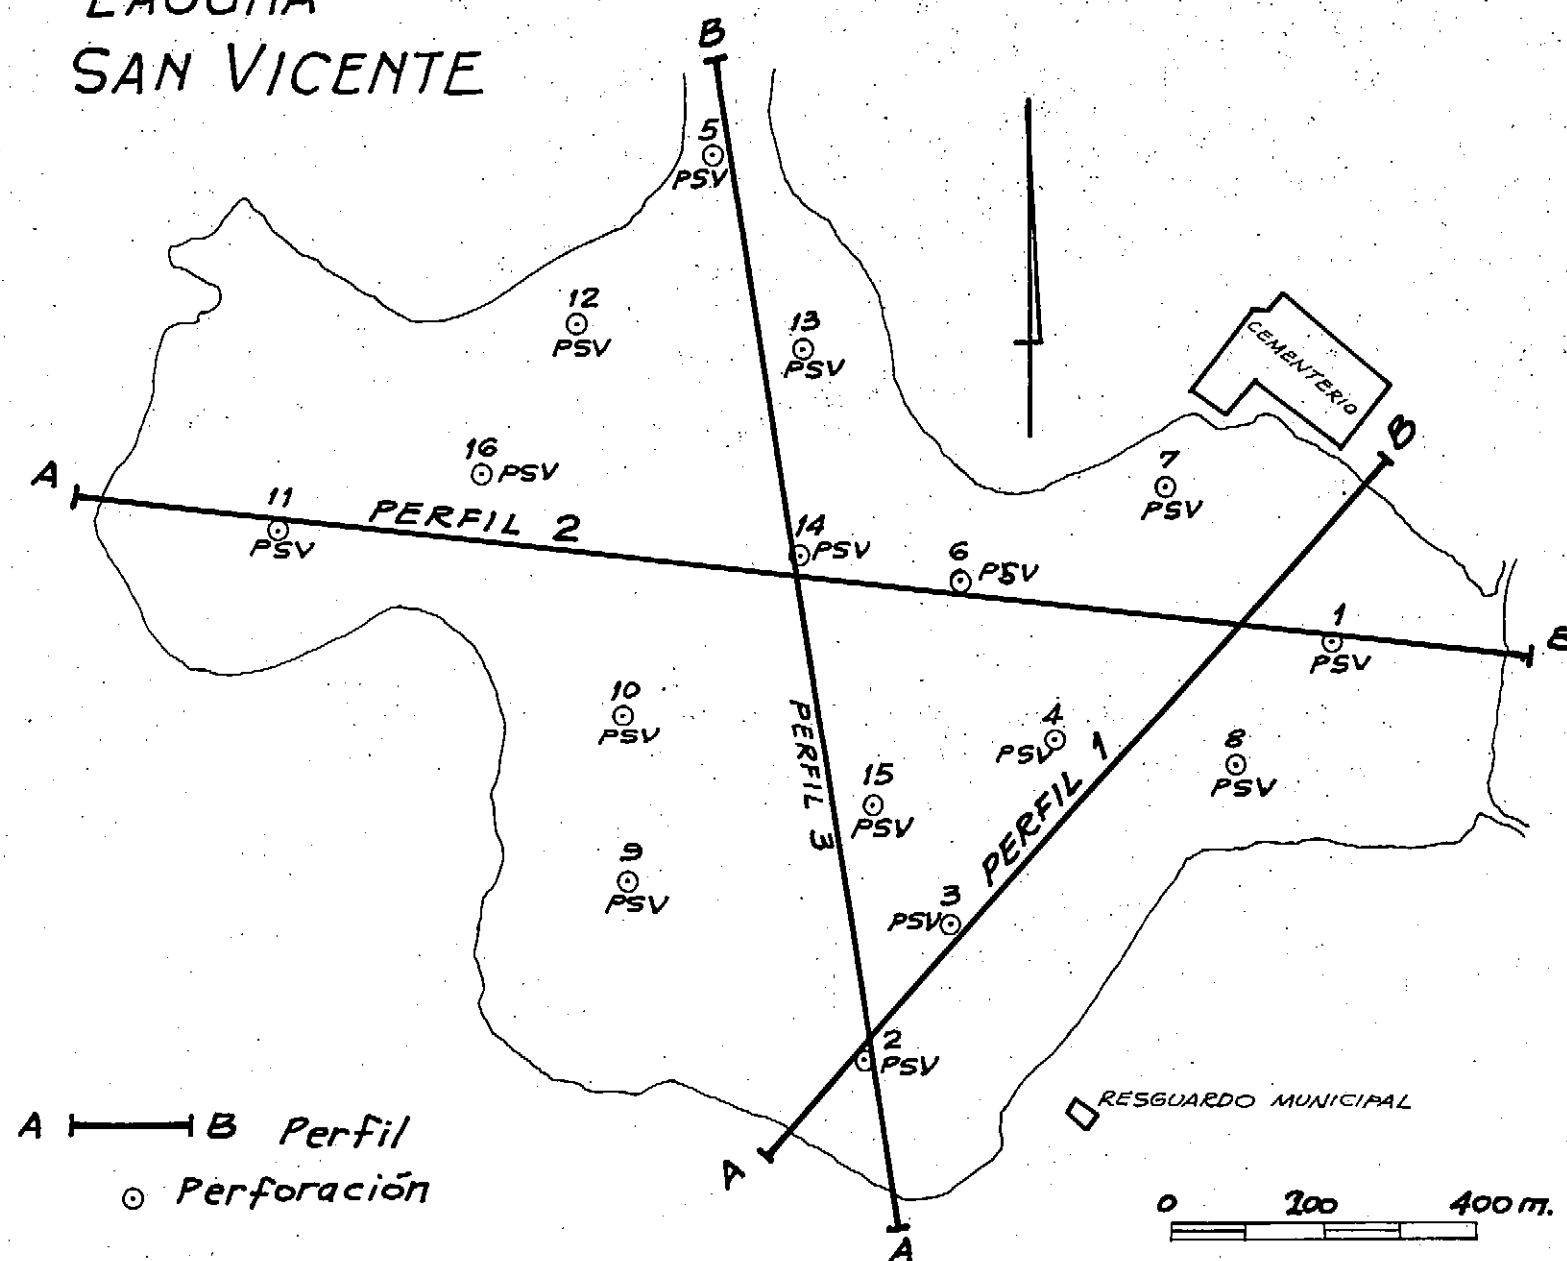 LAGUNA
SAN VICENTE
B
5
PSV
12
PSV
13
PSV
CEMENTERIO
B
7
PSV
16
PSV
A
11
PSV
PERFIL 2
14
PSV
6
PSV
1
PSV
B
10
PSV
PERFIL 3
4
PSV
PERFIL 1
8
PSV
15
PSV
9
PSV
3
PSV
2
PSV
RESGUARDO MUNICIPAL
A B Perfil
A
Perforación
0 200 400 m.
A